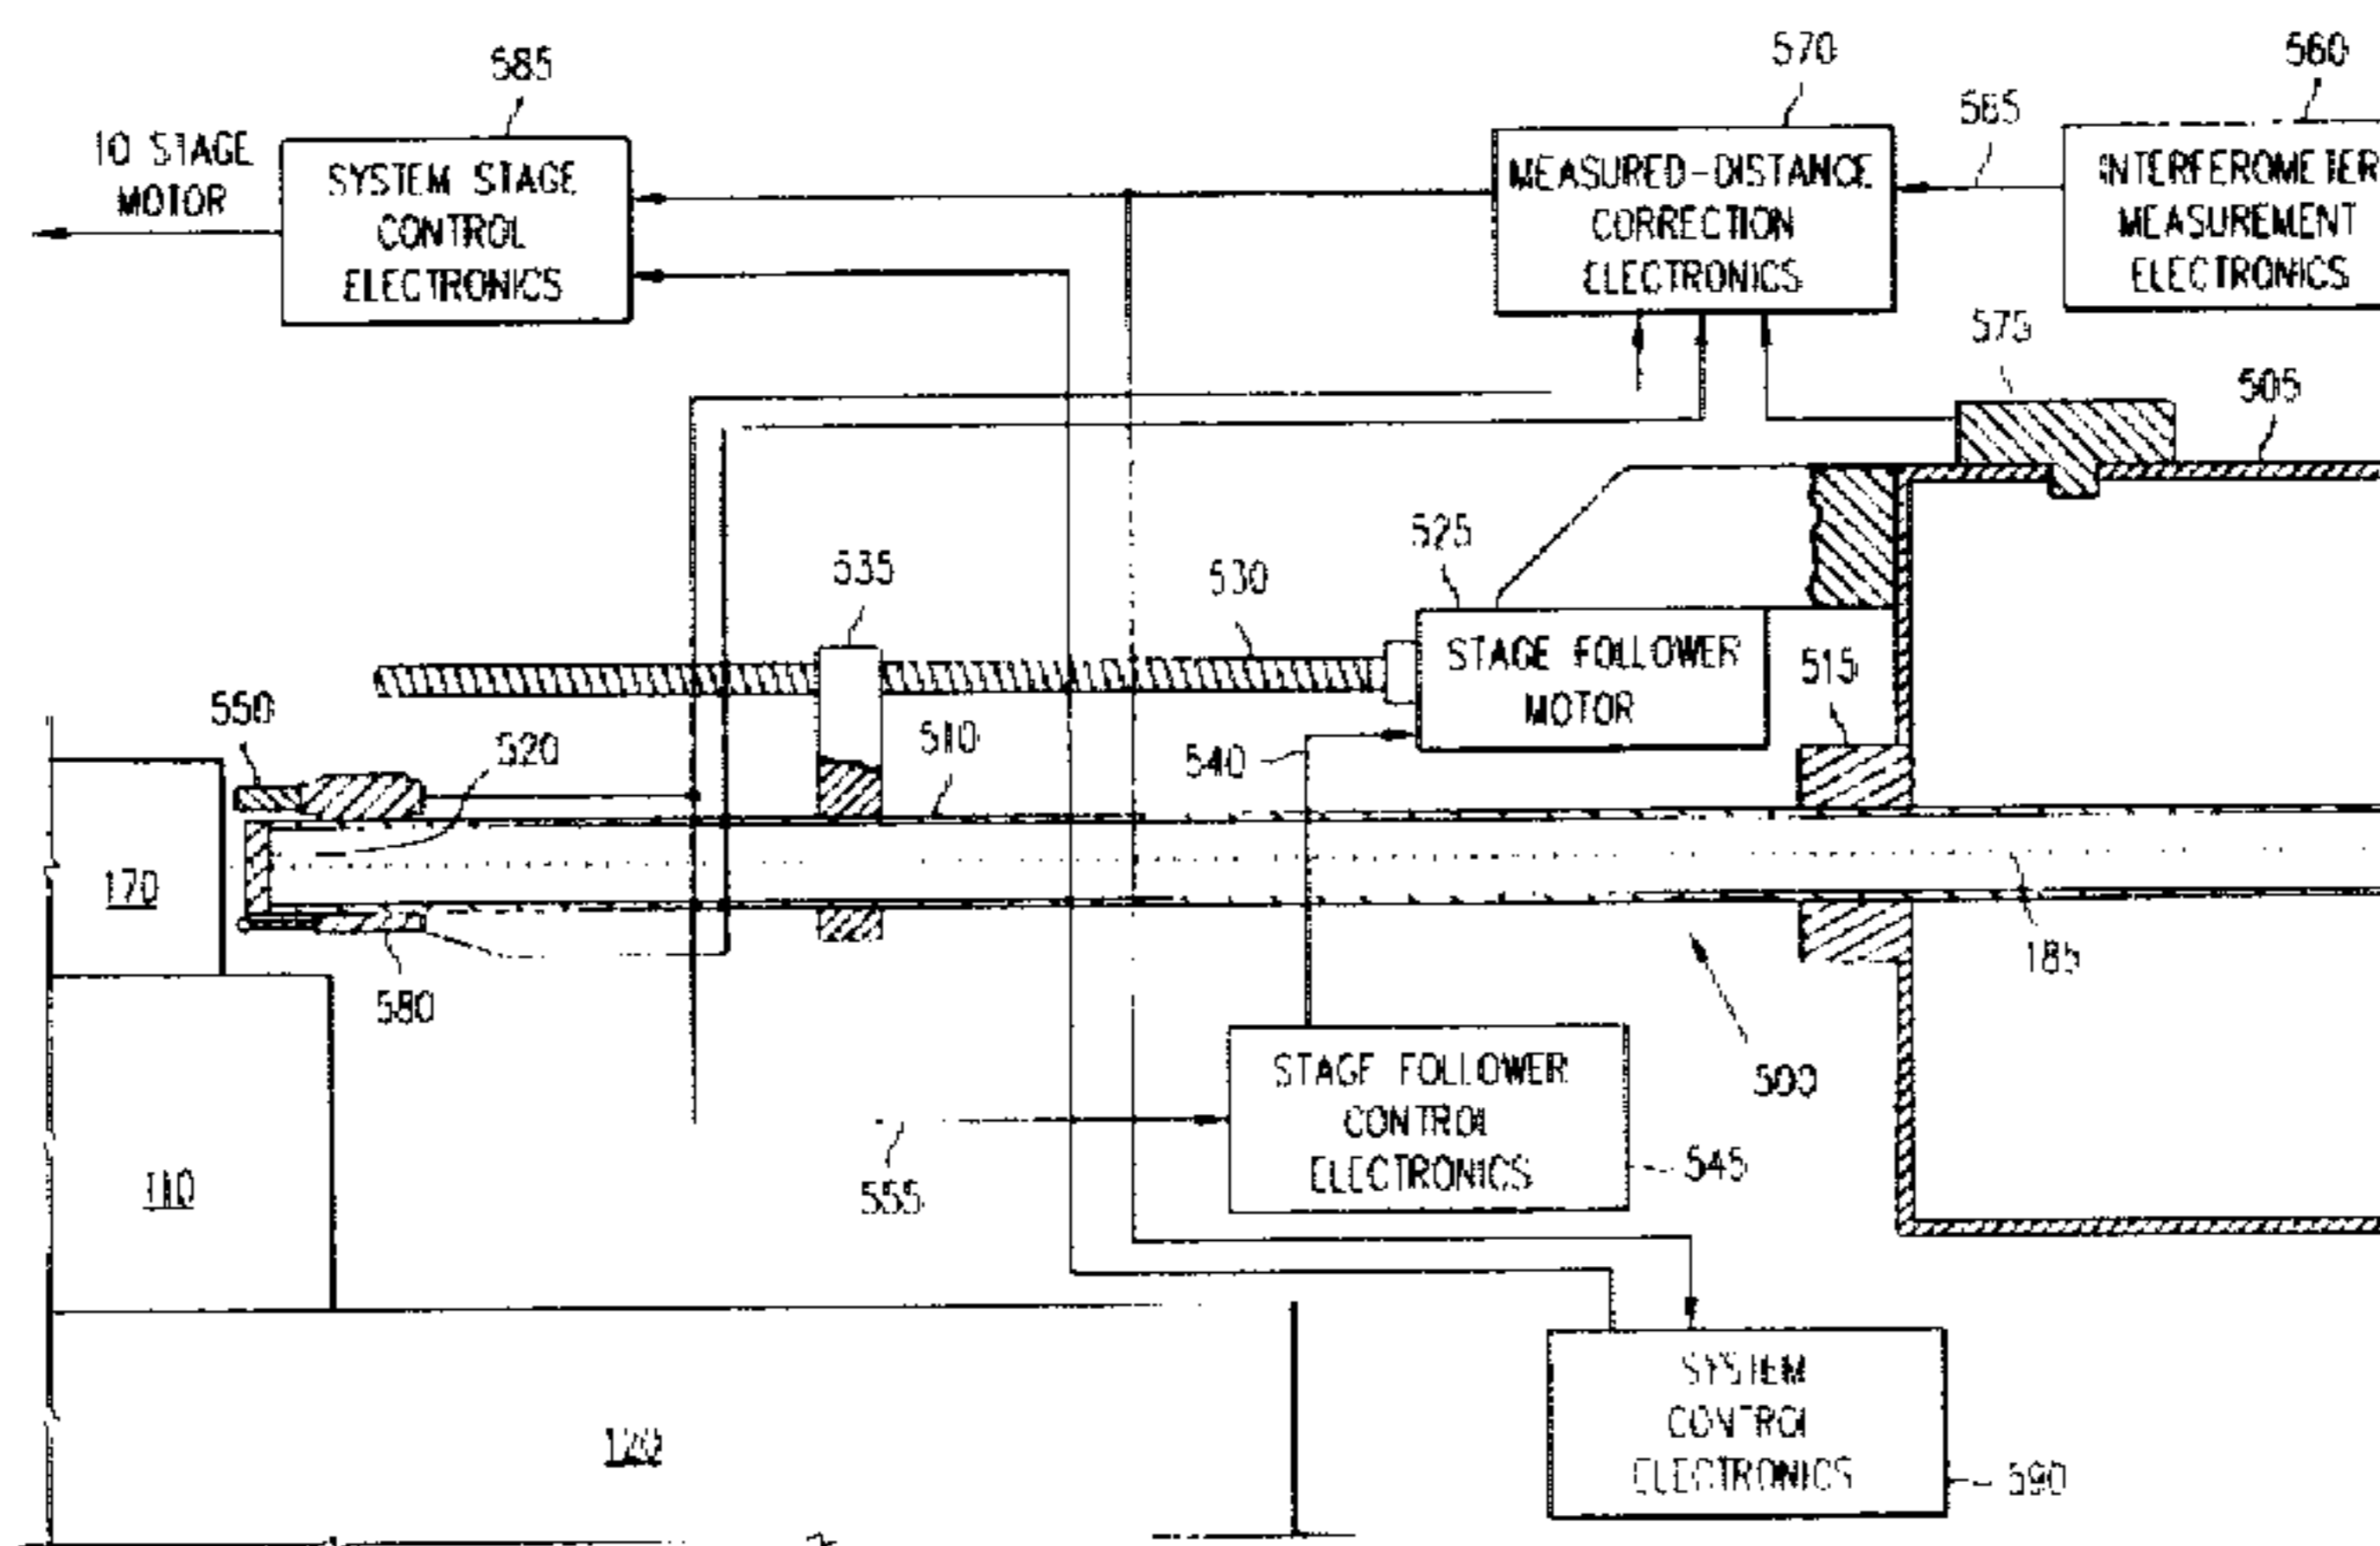 585
570
560
565
TO STAGE
MOTOR
SYSTEM STAGE
CONTROL
ELECTRONICS
MEASURED-DISTANCE
CORRECTION
ELECTRONICS
INTERFEROMETER
MEASUREMENT
ELECTRONICS
575
505
525
535
530
STAGE FOLLOWER
MOTOR
515
550
520
510
540
170
185
580
STAGE FOLLOWER
CONTROL
ELECTRONICS
500
545
110
555
SYSTEM
CONTROL
ELECTRONICS
590
120